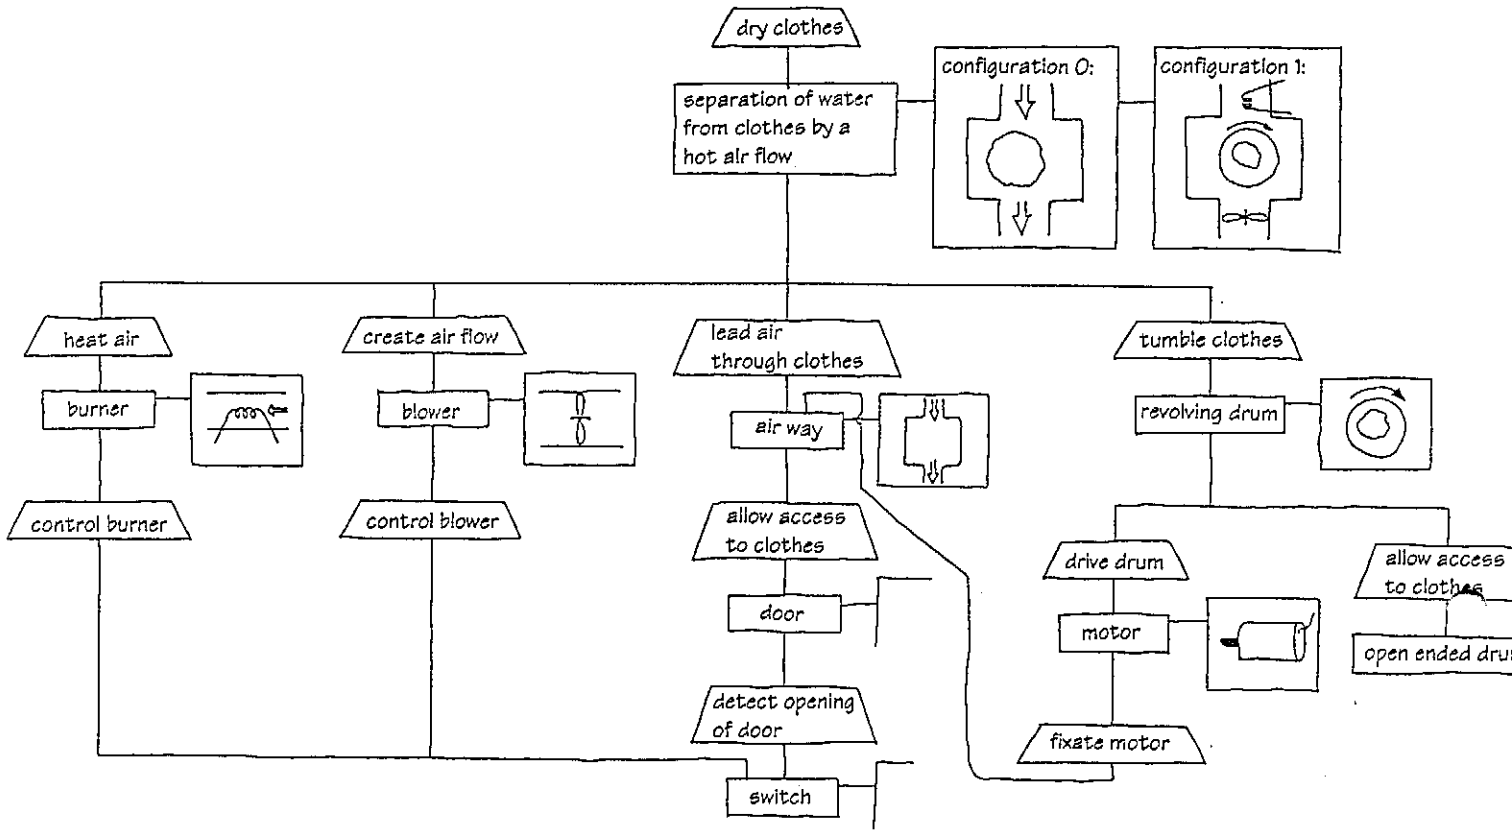 dry clothes
separation of water
from clothes by a
hot air flow
configuration 0:
configuration 1:
heat air
create air flow
lead air
through clothes
tumble clothes
burner
blower
air way
revolving drum
control burner
control blower
allow access
to clothes
drive drum
allow access
to clothes
door
motor
open ended dru
detect opening
of door
fixate motor
switch